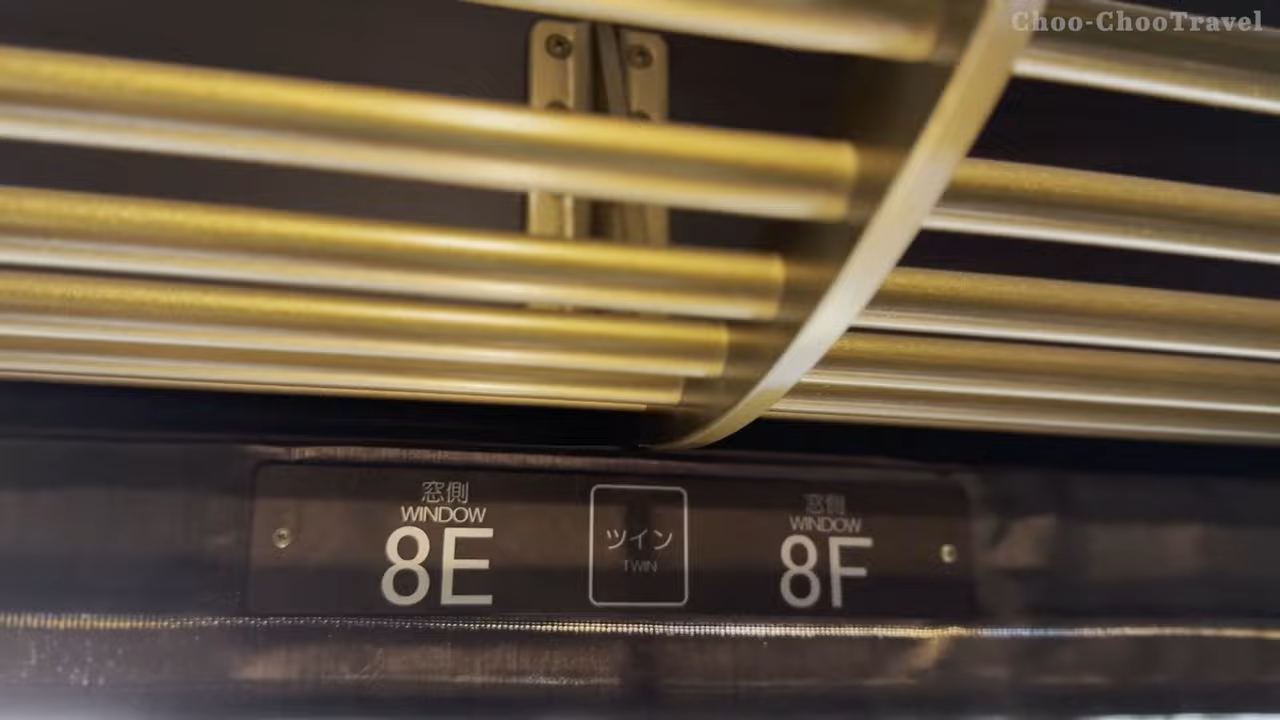 Choo-ChooTravel
窓側
WINDOW
8E
ツイン
TWIN
窓側
WINDOW
8F